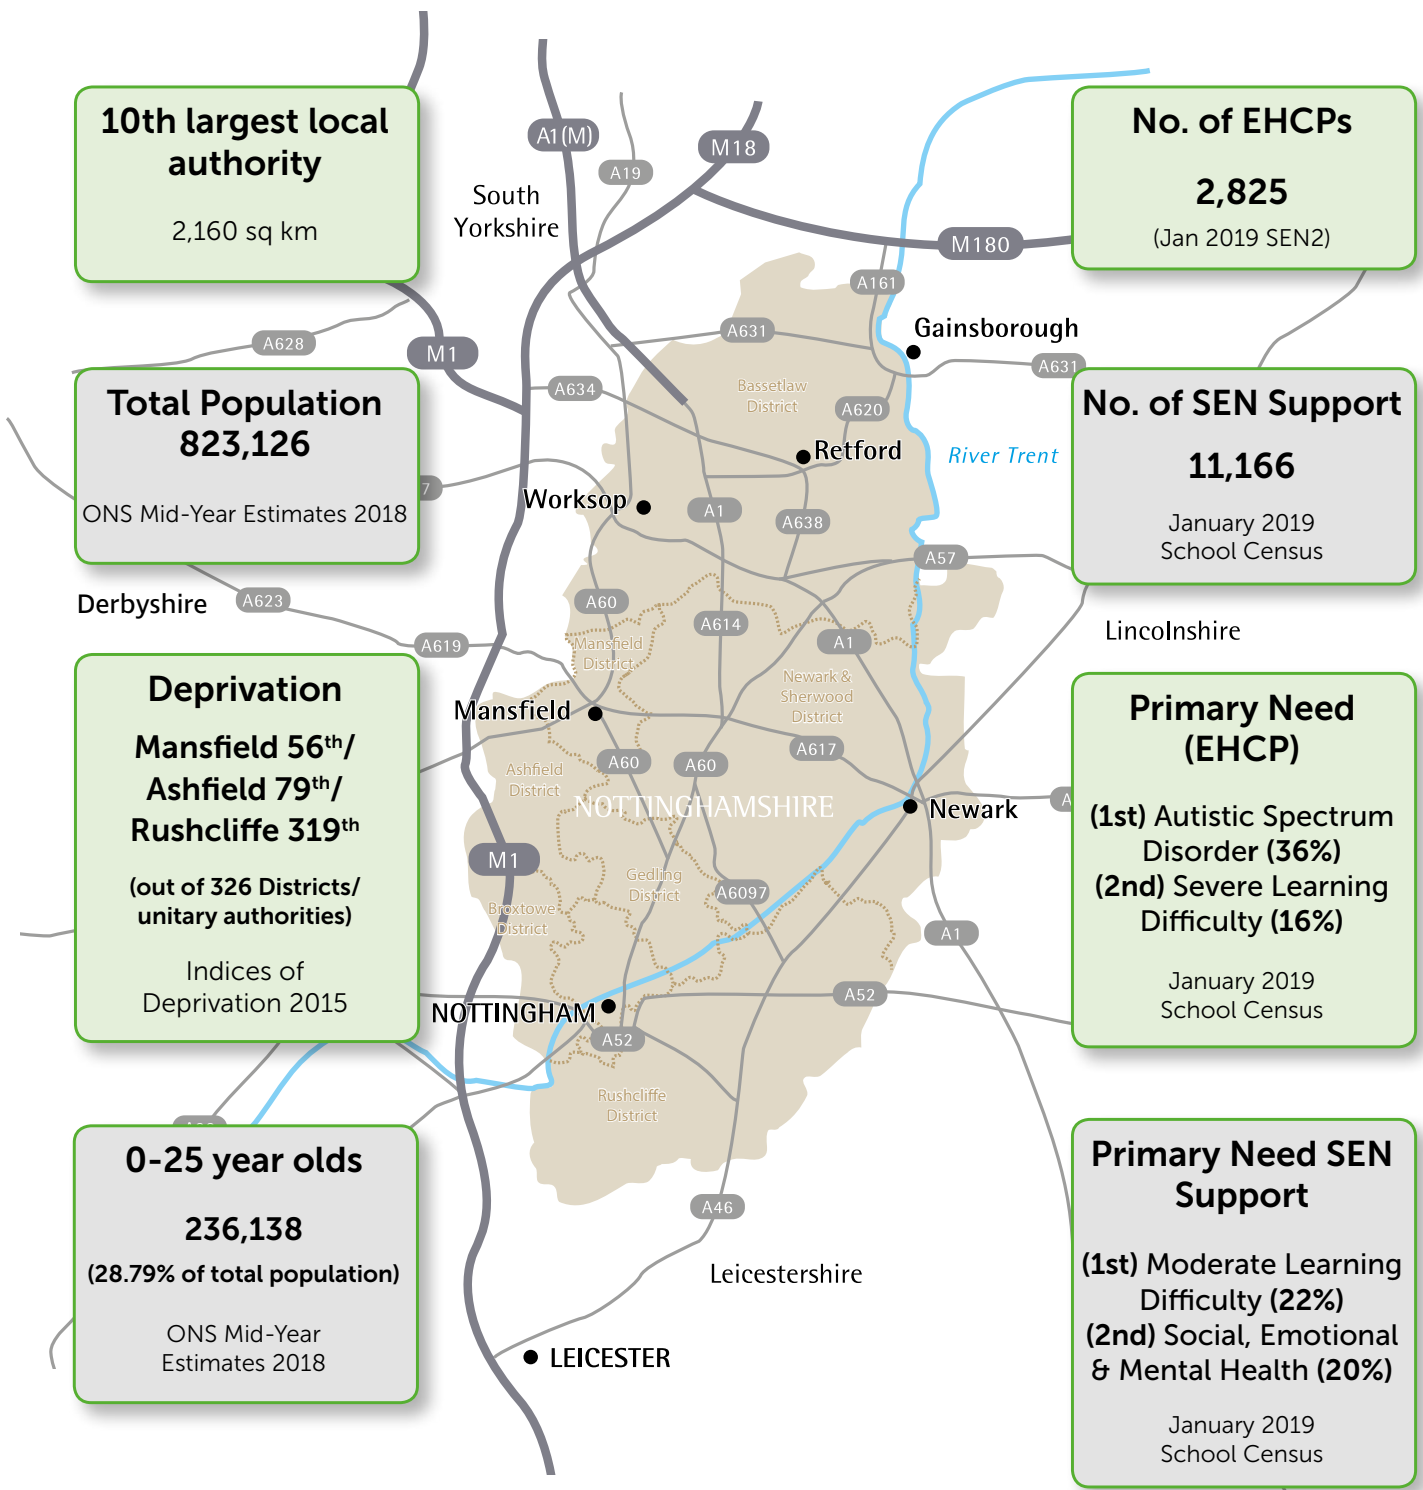 10th largest local
authority
2,160 sq km
Total Population
823,126
ONS Mid-Year Estimates 2018
Deprivation
Mansfield 56th/
Ashfield 79th/
Rushcliffe 319th
(out of 326 Districts/
unitary authorities)
Indices of
Deprivation 2015
0-25 year olds
236,138
(28.79% of total population)
ONS Mid-Year
Estimates 2018
No. of EHCPs
2,825
(Jan 2019 SEN2)
No. of SEN Support
11,166
January 2019
School Census
Primary Need
(EHCP)
(1st) Autistic Spectrum
Disorder (36%)
(2nd) Severe Learning
Difficulty (16%)
January 2019
School Census
Primary Need SEN
Support
(1st) Moderate Learning
Difficulty (22%)
(2nd) Social, Emotional
& Mental Health (20%)
January 2019
School Census
A1(M)
M18
A19
South
Yorkshire
M180
A161
A631
Gainsborough
A628
M1
A631
A634
Bassetlaw
District
A620
Retford
River Trent
7
Worksop
A1
A638
A57
Derbyshire
A623
A60
A614
A619
A1
Lincolnshire
Mansfield
District
Newark &
Sherwood
District
Mansfield
A617
A60
A60
Ashfield
District
NOTTINGHAMSHIRE
Newark
A
M1
Gedling
District
A6097
Broxtowe
District
A1
A52
NOTTINGHAM
A52
Rushcliffe
District
A46
Leicestershire
LEICESTER